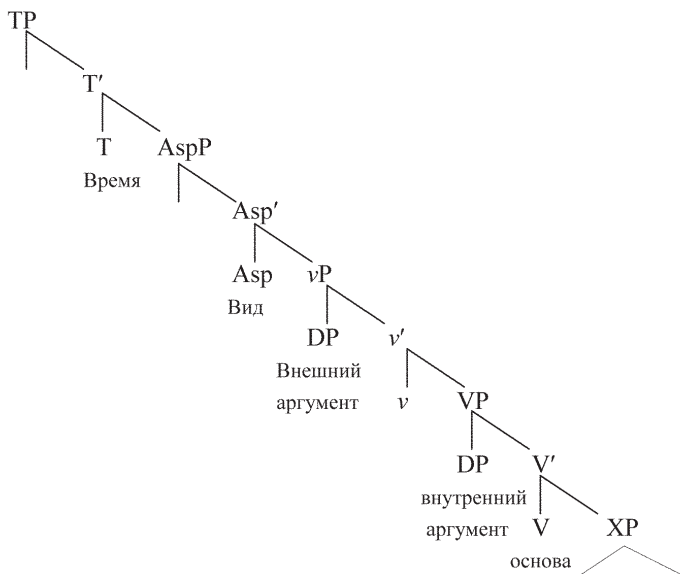 TP
T′
T AspP
Время
Asp′
Asp vP
Вид
DP v′
Внешний
аргумент v VP
DP V′
внутренний
аргумент V XP
основа